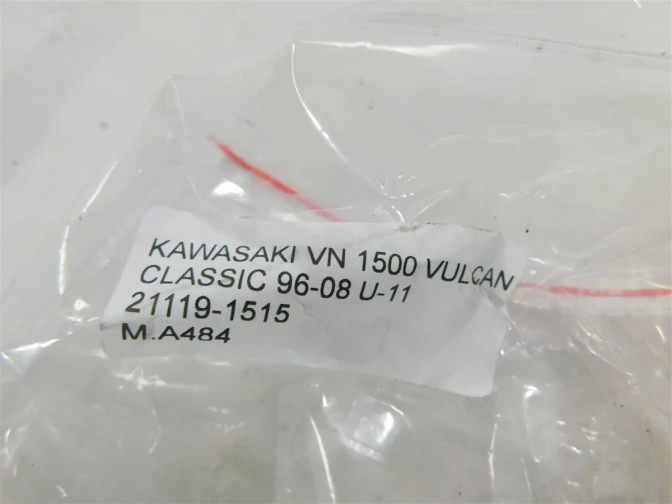 KAWASAKI VN 1500 VULCAN
CLASSIC 96-08 U-11
21119-1515
M.A484